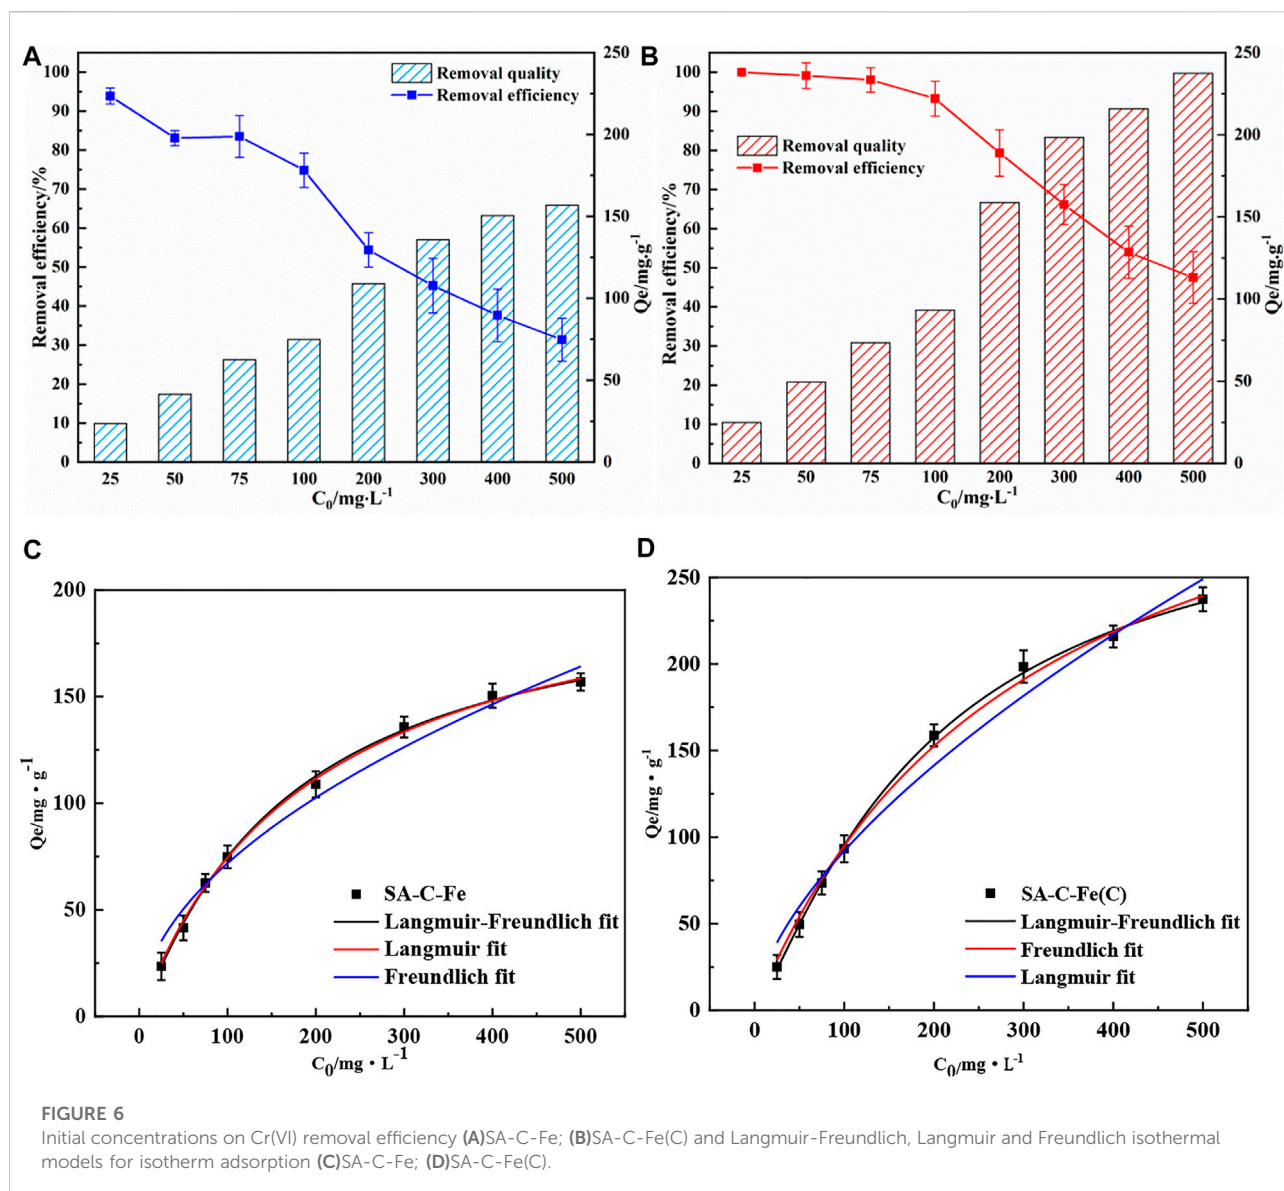 A
Removal quality
Removal efficiency
Removal efficiency/%
100
90
80
70
60
50
40
30
20
10
0
250
200
150
100
50
0
Qe/mg.g⁻¹
25 50 75 100 200 300 400 500
C₀/mg·L⁻¹
B
Removal quality
Removal efficiency
Removal efficiency/%
100
90
80
70
60
50
40
30
20
10
0
250
200
150
100
50
0
Qe/mg.g⁻¹
25 50 75 100 200 300 400 500
C₀/mg·L⁻¹
C
Qe/mg·g⁻¹
200
150
100
50
0
SA-C-Fe
Langmuir-Freundlich fit
Langmuir fit
Freundlich fit
0 100 200 300 400 500
C₀/mg·L⁻¹
D
Qe/mg·g⁻¹
250
200
150
100
50
0
SA-C-Fe(C)
Langmuir-Freundlich fit
Freundlich fit
Langmuir fit
0 100 200 300 400 500
C₀/mg·L⁻¹
FIGURE 6
Initial concentrations on Cr(VI) removal efficiency (A)SA-C-Fe; (B)SA-C-Fe(C) and Langmuir-Freundlich, Langmuir and Freundlich isothermal
models for isotherm adsorption (C)SA-C-Fe; (D)SA-C-Fe(C).